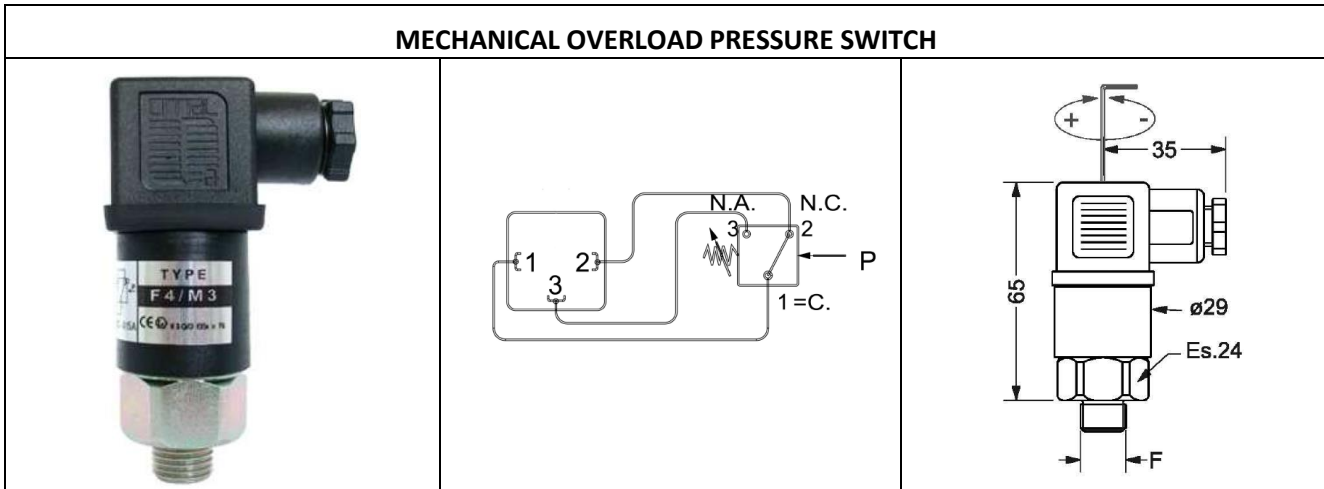 MECHANICAL OVERLOAD PRESSURE SWITCH
TYPE
F4/M3
CE
N.A. N.C.
3 2
1 2
3
P
1=C.
+ -
35
65
ø29
Es.24
F